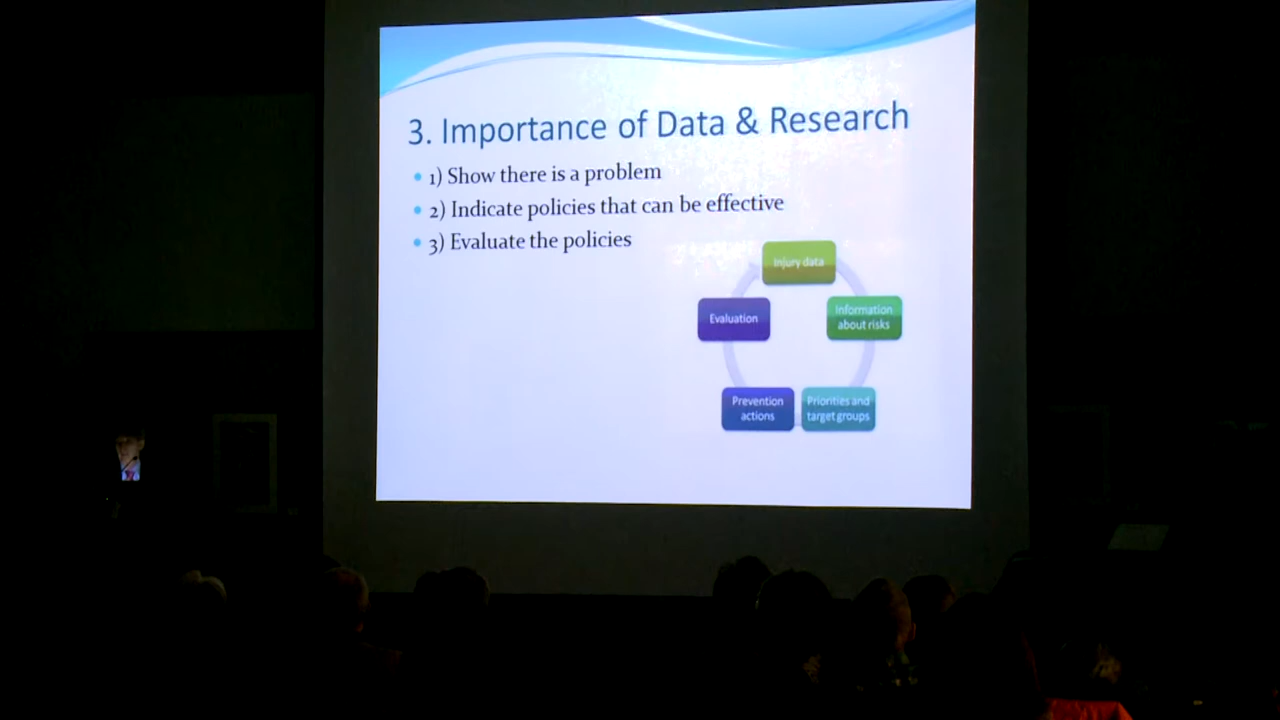 3. Importance of Data & Research
1) Show there is a problem
2) Indicate policies that can be effective
3) Evaluate the policies
Injury data
Information
about risks
Priorities and
target groups
Prevention
actions
Evaluation